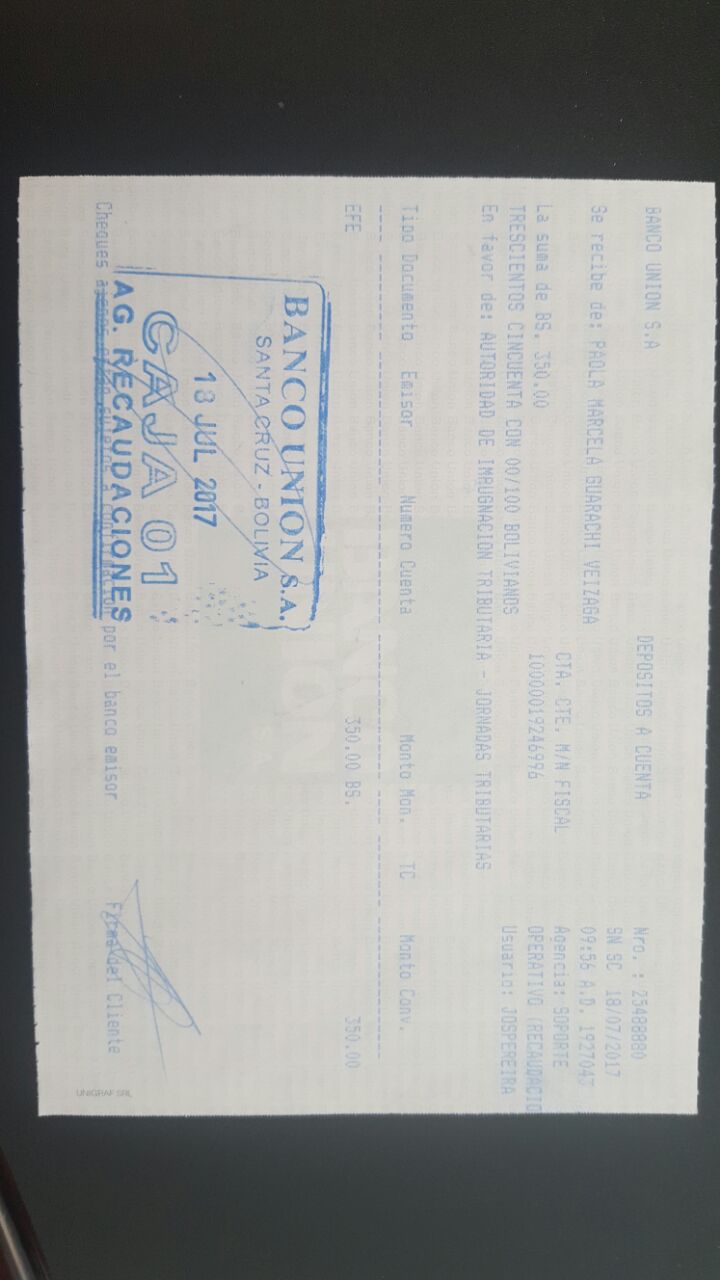 BANCO UNION S.A DEPOSITOS A CUENTA Nro. : 25488880
SN SC 18/07/2017
Se recibe de: PAOLA MARCELA GUARACHI VEIZAGA 09:56 A.D. 1927043
CTA. CTE. M/N FISCAL Agencia: SOPORTE
La suma de BS. 350.00 10000019246996 OPERATIVO (RECAUDACIO
TRESCIENTOS CINCUENTA CON 00/100 BOLIVIANOS Usuario: JOSPEREIRA
En favor de: AUTORIDAD DE IMPUGNACION TRIBUTARIA - JORNADAS TRIBUTARIAS
Tipo Documento Emisor Numero Cuenta Monto Mon. TC Monto Conv.
EFE 350.00 BS. 350.00
BANCO UNION S.A.
SANTA CRUZ - BOLIVIA
18 JUL 2017
CAJA 01
AG. RECAUDACIONES
Cheques por el banco emisor Firma del Cliente
UNIGRAF SRL